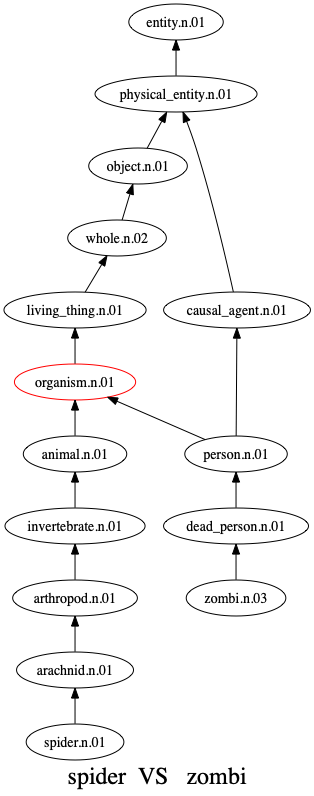 entity.n.01
physical_entity.n.01
object.n.01
whole.n.02
living_thing.n.01 causal_agent.n.01
organism.n.01
animal.n.01 person.n.01
invertebrate.n.01 dead_person.n.01
arthropod.n.01 zombi.n.03
arachnid.n.01
spider.n.01
spider VS zombi